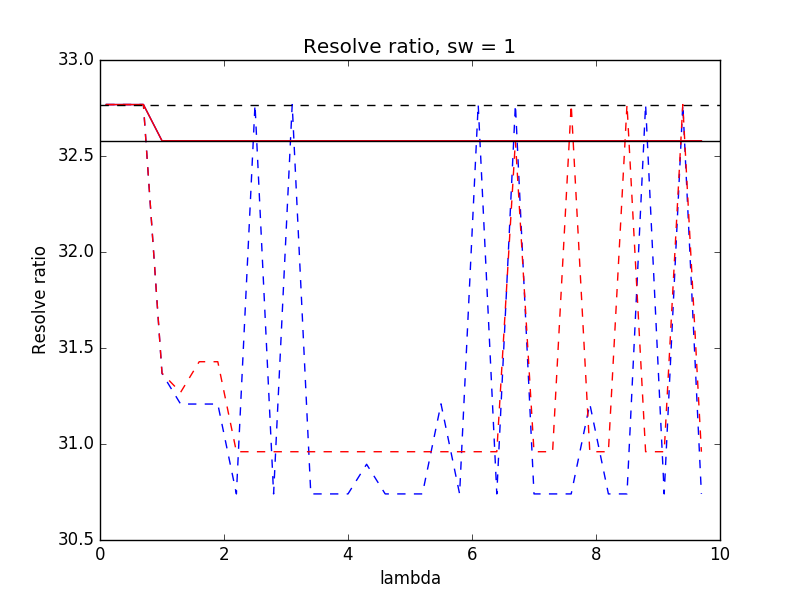 Resolve ratio, sw = 1
33.0
32.5
32.0
31.5
31.0
30.5
Resolve ratio
0 2 4 6 8 10
lambda